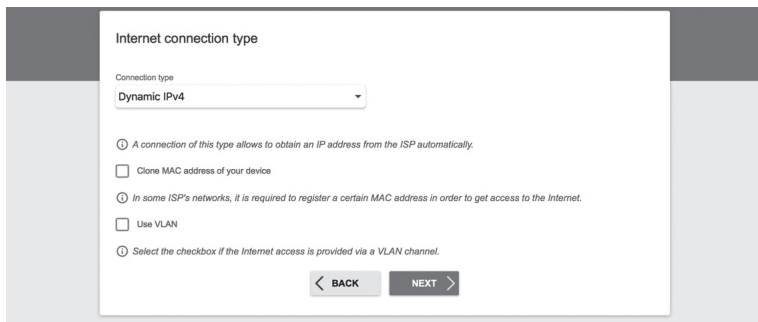 Internet connection type
Connection type
Dynamic IPv4
A connection of this type allows to obtain an IP address from the ISP automatically.
Clone MAC address of your device
In some ISP's networks, it is required to register a certain MAC address in order to get access to the Internet.
Use VLAN
Select the checkbox if the Internet access is provided via a VLAN channel.
BACK NEXT